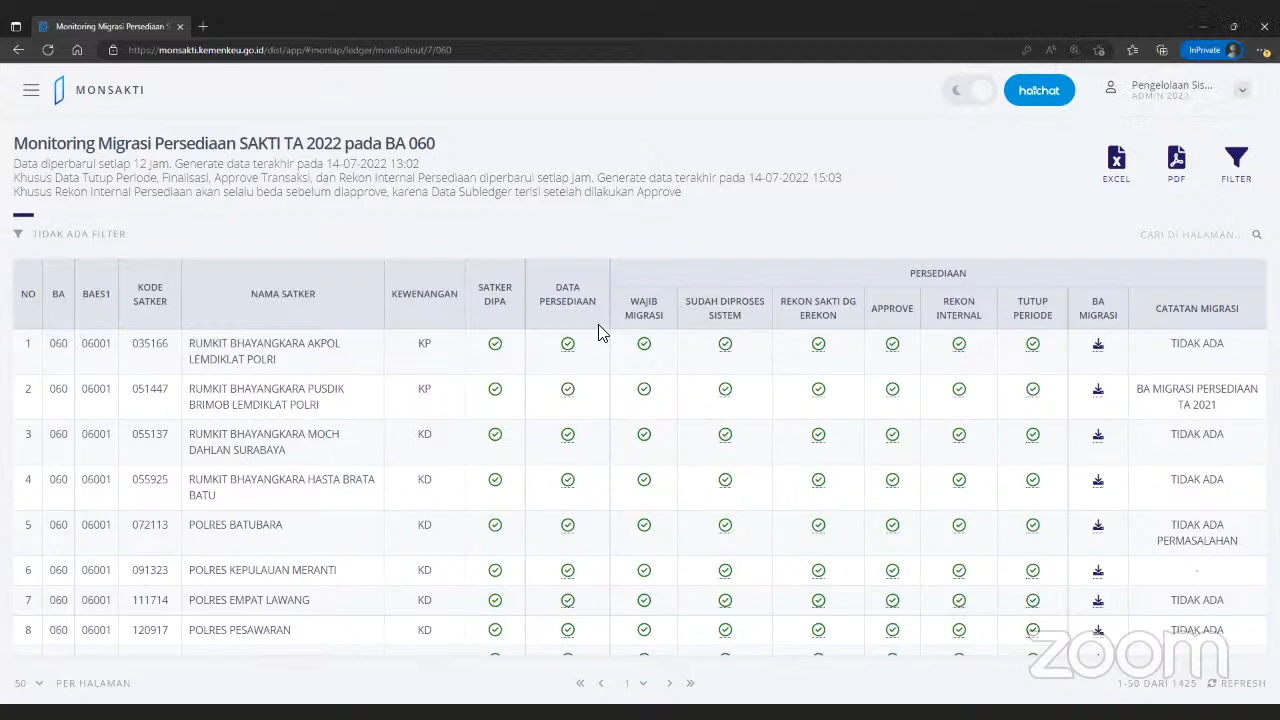 Monitoring Migrasi Persediaan S
https://monsakti.kemenkeu.go.id/dist/app/#monlap/ledger/monRollout/7/060
InPrivate
MONSAKTI
haichat
Pengelolaan Sis...
ADMIN 2022
Monitoring Migrasi Persediaan SAKTI TA 2022 pada BA 060
Data diperbarui setiap 12 jam. Generate data terakhir pada 14-07-2022 13:02
Khusus Data Tutup Periode, Finalisasi, Approve Transaksi, dan Rekon Internal Persediaan diperbarui setiap jam. Generate data terakhir pada 14-07-2022 15:03
Khusus Rekon Internal Persediaan akan selalu beda sebelum diapprove, karena Data Subledger terisi setelah dilakukan Approve
EXCEL PDF FILTER
TIDAK ADA FILTER
CARI DI HALAMAN...
PERSEDIAAN
NO BA BAES1 KODE SATKER NAMA SATKER KEWENANGAN SATKER DIPA DATA PERSEDIAAN WAJIB MIGRASI SUDAH DIPROSES SISTEM REKON SAKTI DG EREKON APPROVE REKON INTERNAL TUTUP PERIODE BA MIGRASI CATATAN MIGRASI
1 060 06001 035166 RUMKIT BHAYANGKARA AKPOL LEMDIKLAT POLRI KP TIDAK ADA
2 060 06001 051447 RUMKIT BHAYANGKARA PUSDIK BRIMOB LEMDIKLAT POLRI KP BA MIGRASI PERSEDIAAN TA 2021
3 060 06001 055137 RUMKIT BHAYANGKARA MOCH DAHLAN SURABAYA KD TIDAK ADA
4 060 06001 055925 RUMKIT BHAYANGKARA HASTA BRATA BATU KD TIDAK ADA
5 060 06001 072113 POLRES BATUBARA KD TIDAK ADA PERMASALAHAN
6 060 06001 091323 POLRES KEPULAUAN MERANTI KD -
7 060 06001 111714 POLRES EMPAT LAWANG KD TIDAK ADA
8 060 06001 120917 POLRES PESAWARAN KD TIDAK ADA
zoom
50 PER HALAMAN
1
1-50 DARI 1425 REFRESH